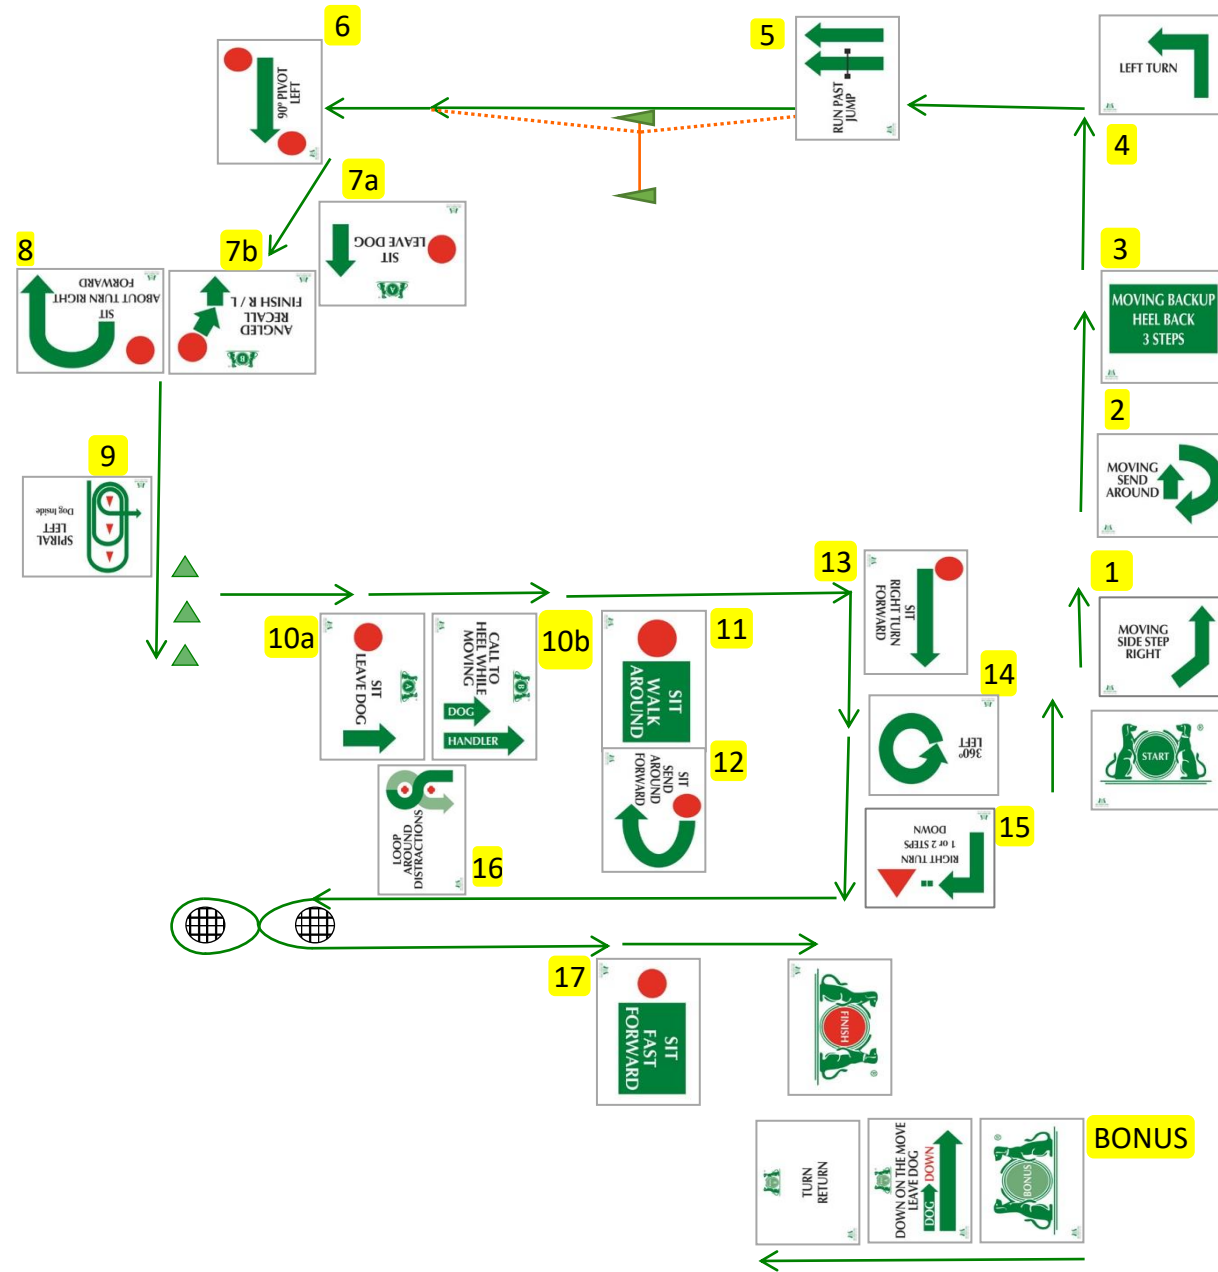 6
5
LEFT TURN
90º PIVOT
LEFT
RUN PAST
JUMP
4
7a
SIT
LEAVE DOG
A
8
7b
3
SIT
ABOUT TURN RIGHT
FORWARD
ANGLED
RECALL
FINISH R / L
B
MOVING BACKUP
HEEL BACK
3 STEPS
2
9
SPIRAL
LEFT
Dog Inside
MOVING
SEND
AROUND
13
1
SIT
RIGHT TURN
FORWARD
10a
SIT
LEAVE DOG
A
10b
CALL TO
HEEL WHILE
MOVING
DOG
HANDLER
B
11
SIT
WALK
AROUND
MOVING
SIDE STEP
RIGHT
14
360º
LEFT
START
®
12
SIT
SEND
AROUND
FORWARD
15
RIGHT TURN
1 or 2 STEPS
DOWN
16
LOOP
AROUND
DISTRACTIONS
17
SIT
FAST
FORWARD
FINISH
®
BONUS
BONUS
®
DOWN ON THE MOVE
LEAVE DOG
DOG
DOWN
TURN
RETURN